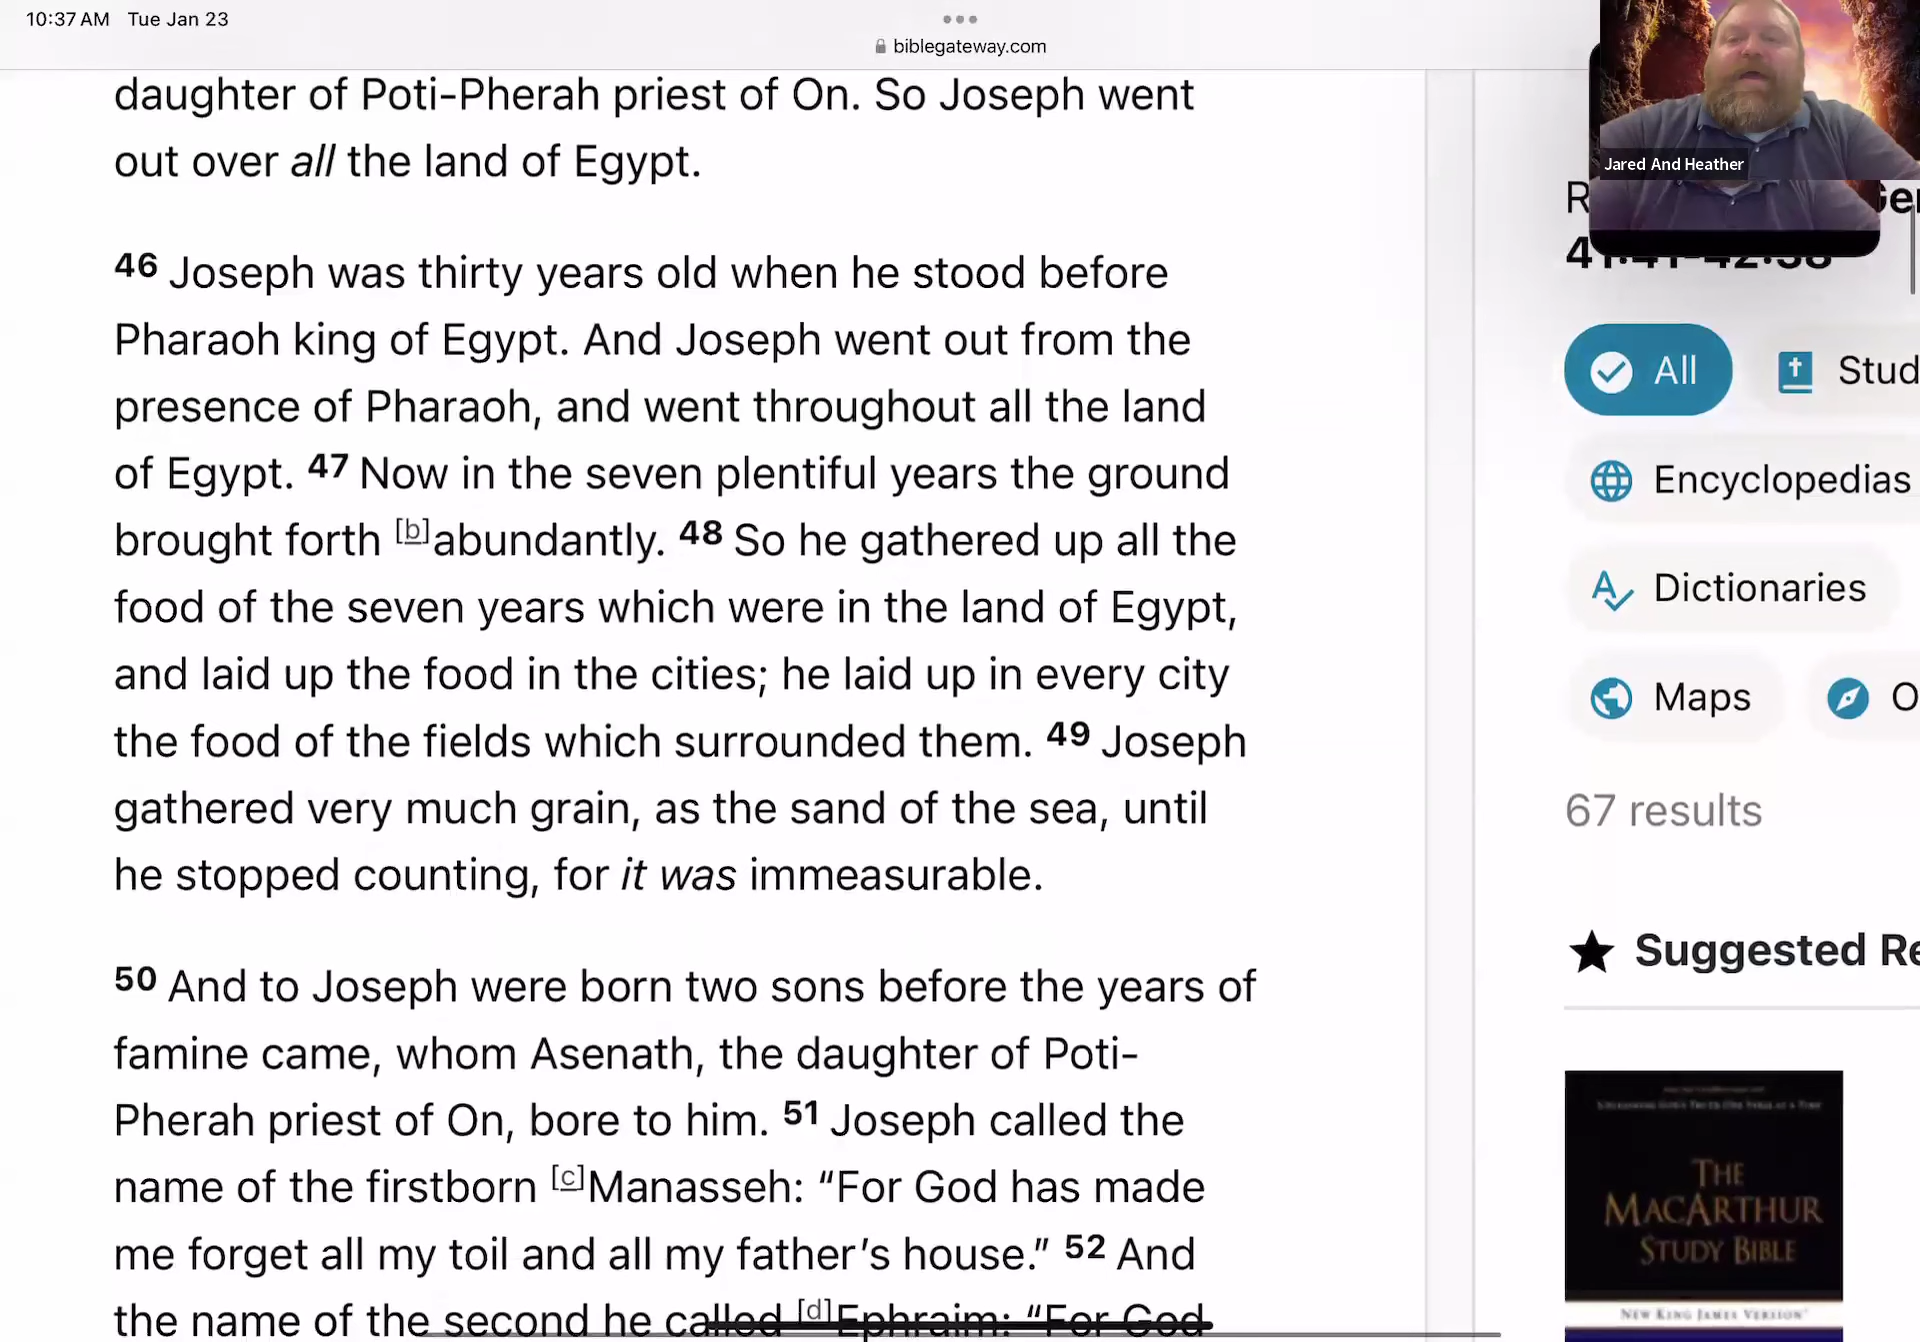 10:37 AM Tue Jan 23
biblegateway.com
daughter of Poti-Pherah priest of On. So Joseph went
out over all the land of Egypt.
46 Joseph was thirty years old when he stood before
Pharaoh king of Egypt. And Joseph went out from the
presence of Pharaoh, and went throughout all the land
of Egypt. 47 Now in the seven plentiful years the ground
brought forth [b]abundantly. 48 So he gathered up all the
food of the seven years which were in the land of Egypt,
and laid up the food in the cities; he laid up in every city
the food of the fields which surrounded them. 49 Joseph
gathered very much grain, as the sand of the sea, until
he stopped counting, for it was immeasurable.
50 And to Joseph were born two sons before the years of
famine came, whom Asenath, the daughter of Poti-
Pherah priest of On, bore to him. 51 Joseph called the
name of the firstborn [c]Manasseh: “For God has made
me forget all my toil and all my father’s house.” 52 And
the name of the second he called [d]Ephraim: “For God
Jared And Heather
41:41-42:38
All
Stud
Encyclopedias
Dictionaries
Maps
O
67 results
Suggested Re
THE
MACARTHUR
STUDY BIBLE
NEW KING JAMES VERSION